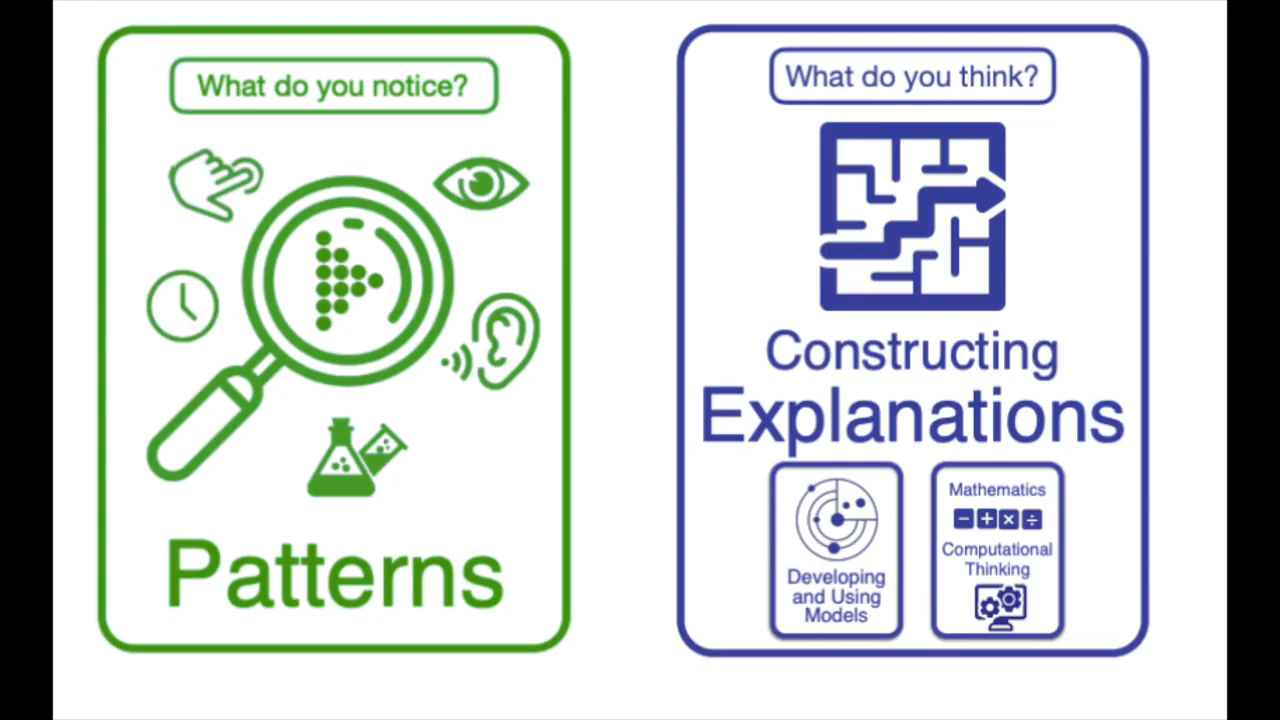 What do you notice?
Patterns
What do you think?
Constructing
Explanations
Developing
and Using
Models
Mathematics
− + × ÷
Computational
Thinking